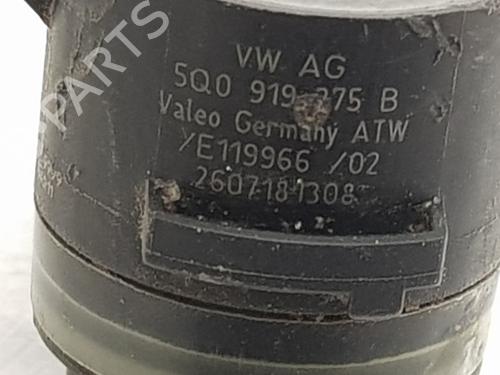 PARTS
VW AG
5Q0 919 275 B
Valeo Germany ATW
/E119966 /02
2607181308